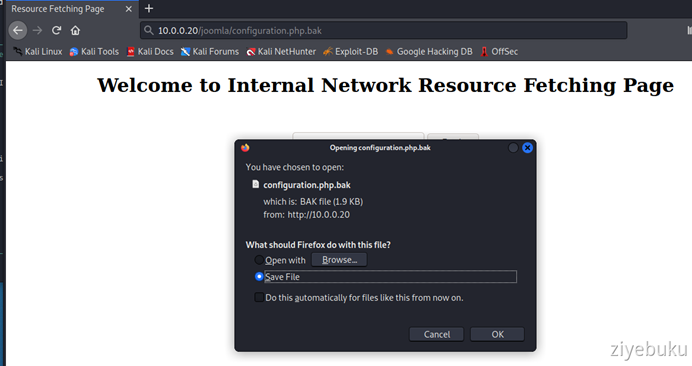 Resource Fetching Page
10.0.0.20/joomla/configuration.php.bak
Kali Linux Kali Tools Kali Docs Kali Forums Kali NetHunter Exploit-DB Google Hacking DB OffSec
Welcome to Internal Network Resource Fetching Page
Opening configuration.php.bak
You have chosen to open:
configuration.php.bak
which is: BAK file (1.9 KB)
from: http://10.0.0.20
What should Firefox do with this file?
Open with Browse...
Save File
Do this automatically for files like this from now on.
Cancel OK
ziyebuku